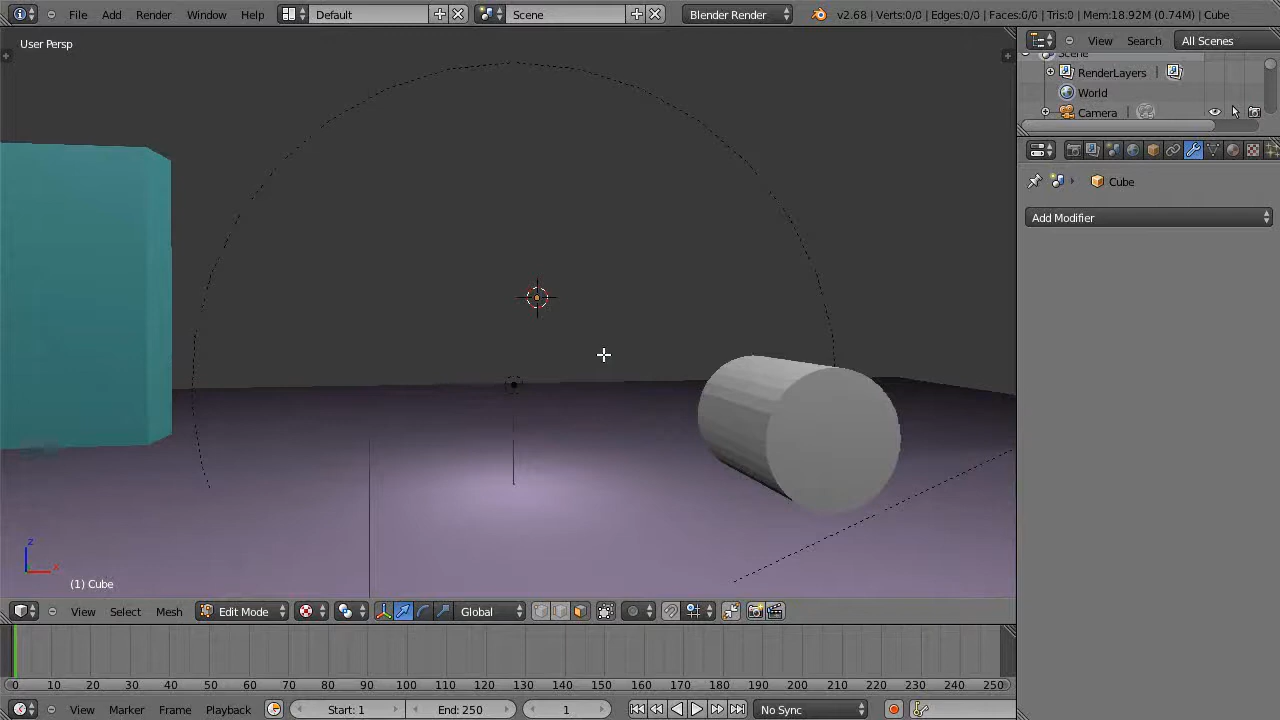 File Add Render Window Help Default Scene Blender Render v2.68 | Verts:0/0 | Edges:0/0 | Faces:0/0 | Tris:0 | Mem:18.92M (0.74M) | Cube
User Persp
View Search All Scenes
Scene
RenderLayers
World
Camera
Cube
Add Modifier
z
x
(1) Cube
View Select Mesh Edit Mode Global
0 10 20 30 40 50 60 70 80 90 100 110 120 130 140 150 160 170 180 190 200 210 220 230 240 250
View Marker Frame Playback Start: 1 End: 250 1 No Sync